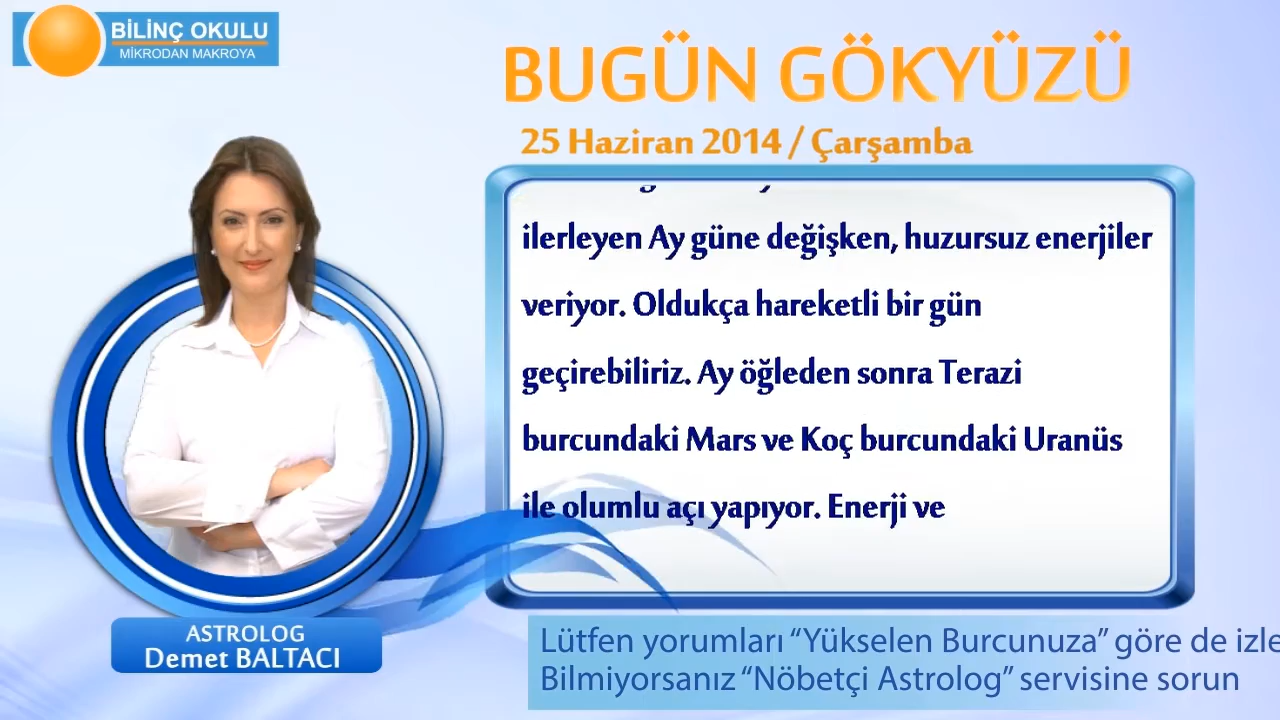 BİLİNÇ OKULU
MİKRODAN MAKROYA
BUGÜN GÖKYÜZÜ
25 Haziran 2014 / Çarşamba
ilerleyen Ay güne değişken, huzursuz enerjiler
veriyor. Oldukça hareketli bir gün
geçirebiliriz. Ay öğleden sonra Terazi
burcundaki Mars ve Koç burcundaki Uranüs
ile olumlu açı yapıyor. Enerji ve
ASTROLOG
Demet BALTACI
Lütfen yorumları “Yükselen Burcunuza” göre de izle
Bilmiyorsanız “Nöbetçi Astrolog” servisine sorun